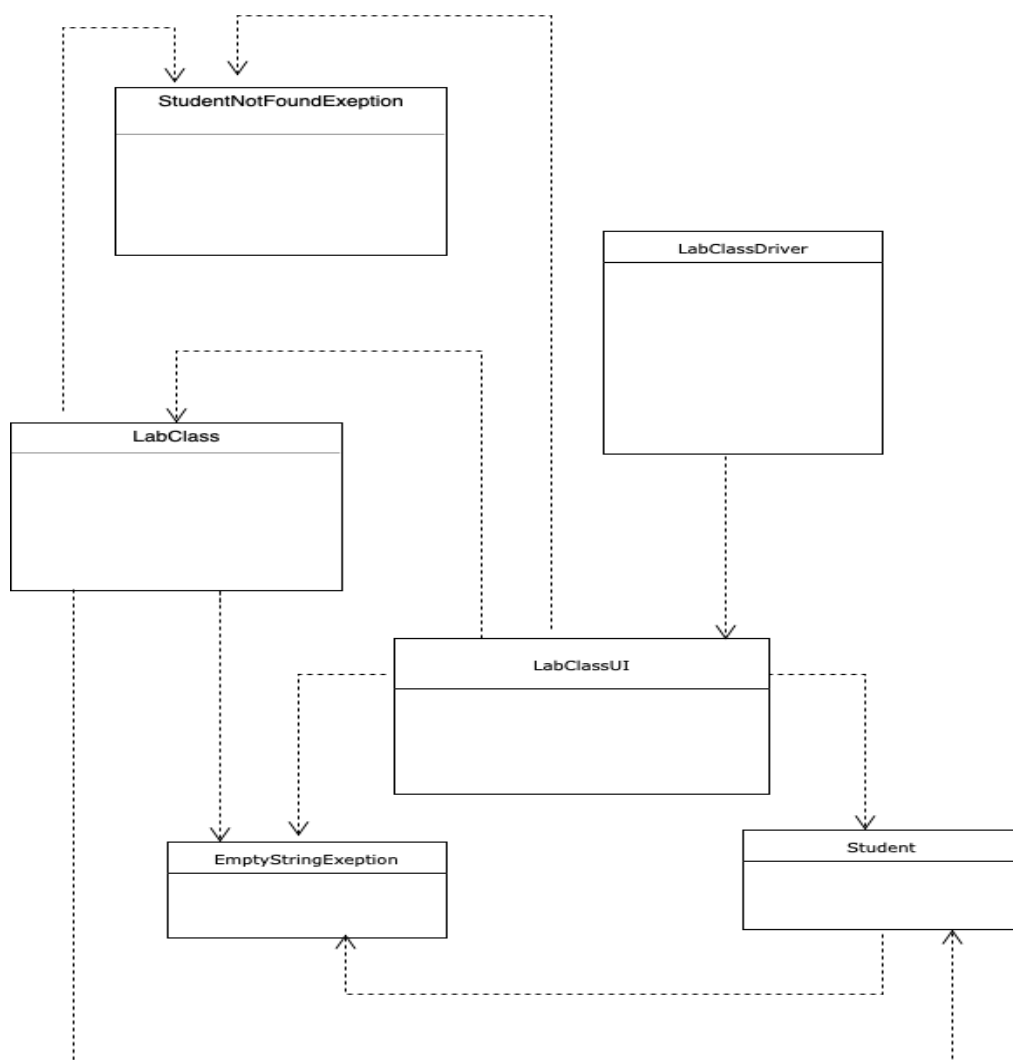 StudentNotFoundExeption
LabClassDriver
LabClass
LabClassUI
EmptyStringExeption
Student